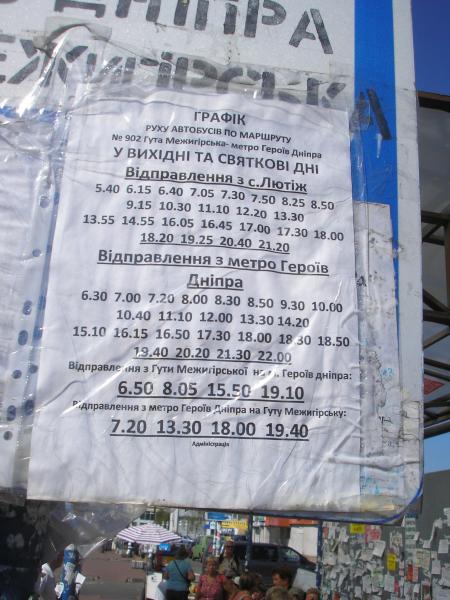 ДНІПРА
МЕЖИГІРСЬКА
ГРАФІК
РУХУ АВТОБУСІВ ПО МАРШРУТУ
№ 902 Гута Межигірська- метро Героїв Дніпра
У ВИХІДНІ ТА СВЯТКОВІ ДНІ
Відправлення з с.Лютіж
5.40 6.15 6.40 7.05 7.30 7.50 8.25 8.50
9.15 10.30 11.10 12.20 13.30
13.55 14.55 16.05 16.45 17.00 17.30 18.00
18.20 19.25 20.40 21.20
Відправлення з метро Героїв
Дніпра
6.30 7.00 7.20 8.00 8.30 8.50 9.30 10.00
10.40 11.10 12.00 13.30 14.20
15.10 16.15 16.50 17.30 18.00 18.30 18.50
19.40 20.20 21.30 22.00
Відправлення з Гути Межигірської на м. Героїв дніпра:
6.50 8.05 15.50 19.10
Відправлення з метро Героїв Дніпра на Гуту Межигірську:
7.20 13.30 18.00 19.40
Адміністрація